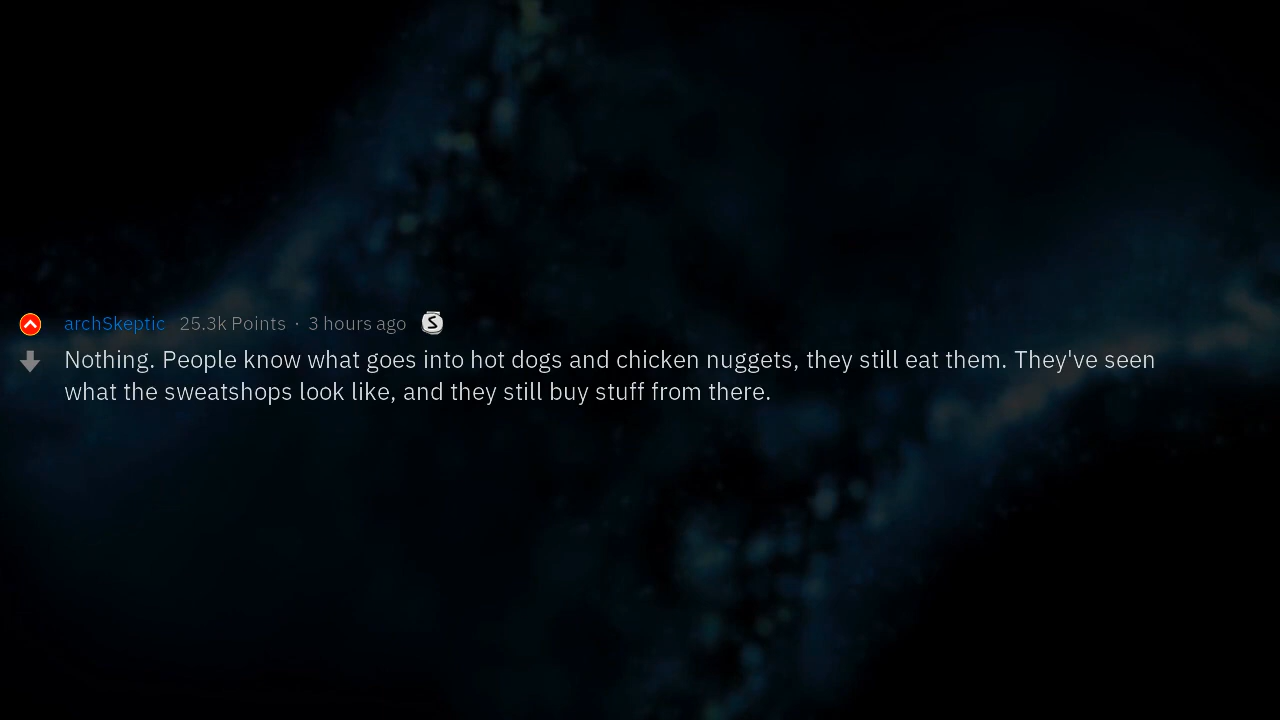 archSkeptic 25.3k Points · 3 hours ago S
Nothing. People know what goes into hot dogs and chicken nuggets, they still eat them. They've seen
what the sweatshops look like, and they still buy stuff from there.